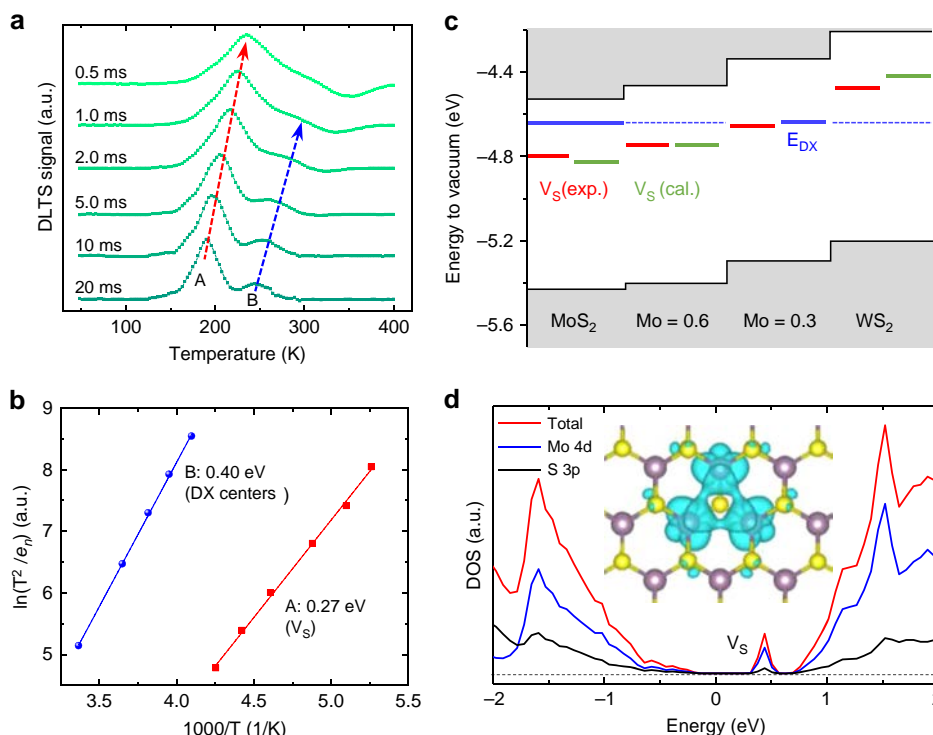 a
DLTS signal (a.u.)
0.5 ms
1.0 ms
2.0 ms
5.0 ms
10 ms
20 ms
A
B
100
200
300
400
Temperature (K)
b
ln(T²/eₙ) (a.u.)
9
8
7
6
5
B: 0.40 eV
(DX centers )
A: 0.27 eV
(V_S)
3.5
4.0
4.5
5.0
5.5
1000/T (1/K)
c
Energy to vacuum (eV)
−4.4
−4.8
−5.2
−5.6
E_DX
V_S(exp.)
V_S (cal.)
MoS₂
Mo = 0.6
Mo = 0.3
WS₂
d
DOS (a.u.)
Total
Mo 4d
S 3p
V_S
−2
−1
0
1
2
Energy (eV)